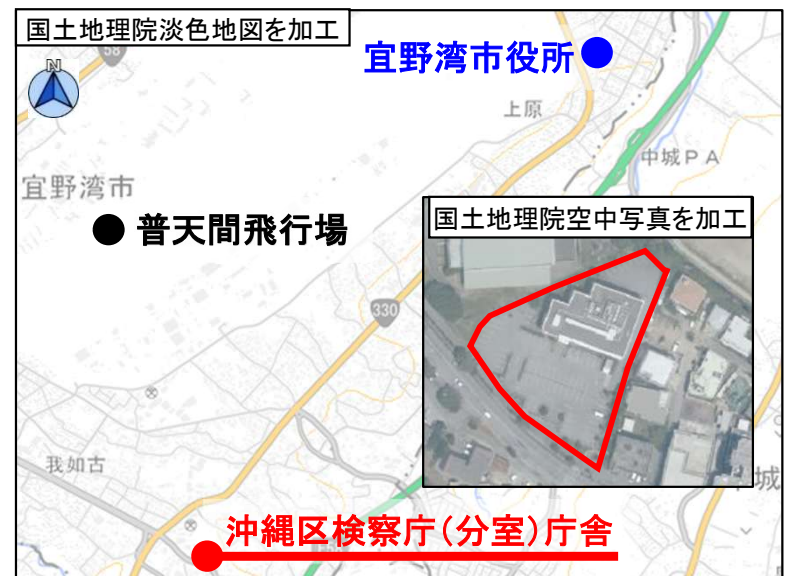 国土地理院淡色地図を加工
58
N
宜野湾市役所
上原
中城PA
宜野湾市
普天間飛行場
国土地理院空中写真を加工
330
我如古
城
沖縄区検察庁(分室)庁舎